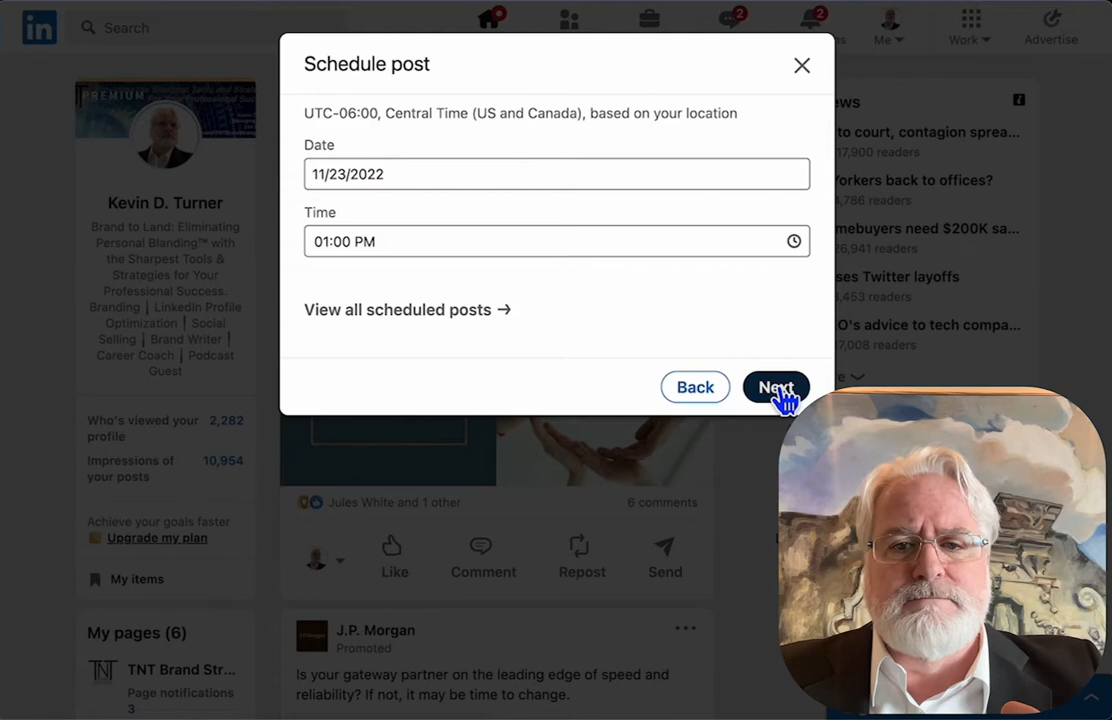 in
Search
2
2
Me
Work
Advertise
Schedule post
UTC-06:00, Central Time (US and Canada), based on your location
Date
11/23/2022
Time
01:00 PM
View all scheduled posts →
Back
Next
PREMIUM
Kevin D. Turner
Brand to Land: Eliminating
Personal Blanding™ with
the Sharpest Tools &
Strategies for Your
Professional Success.
Branding | LinkedIn Profile
Optimization | Social
Selling | Brand Writer |
Career Coach | Podcast
Guest
Who's viewed your 2,282
profile
Impressions of 10,954
your posts
Achieve your goals faster
Upgrade my plan
My items
My pages (6)
TNT Brand Str...
Page notifications
3
Jules White and 1 other
6 comments
Like
Comment
Repost
Send
J.P. Morgan
Promoted
Is your gateway partner on the leading edge of speed and
reliability? If not, it may be time to change.
ews
to court, contagion sprea...
17,900 readers
orkers back to offices?
,786 readers
mebuyers need $200K sa...
26,941 readers
ses Twitter layoffs
,453 readers
O's advice to tech compa...
17,008 readers